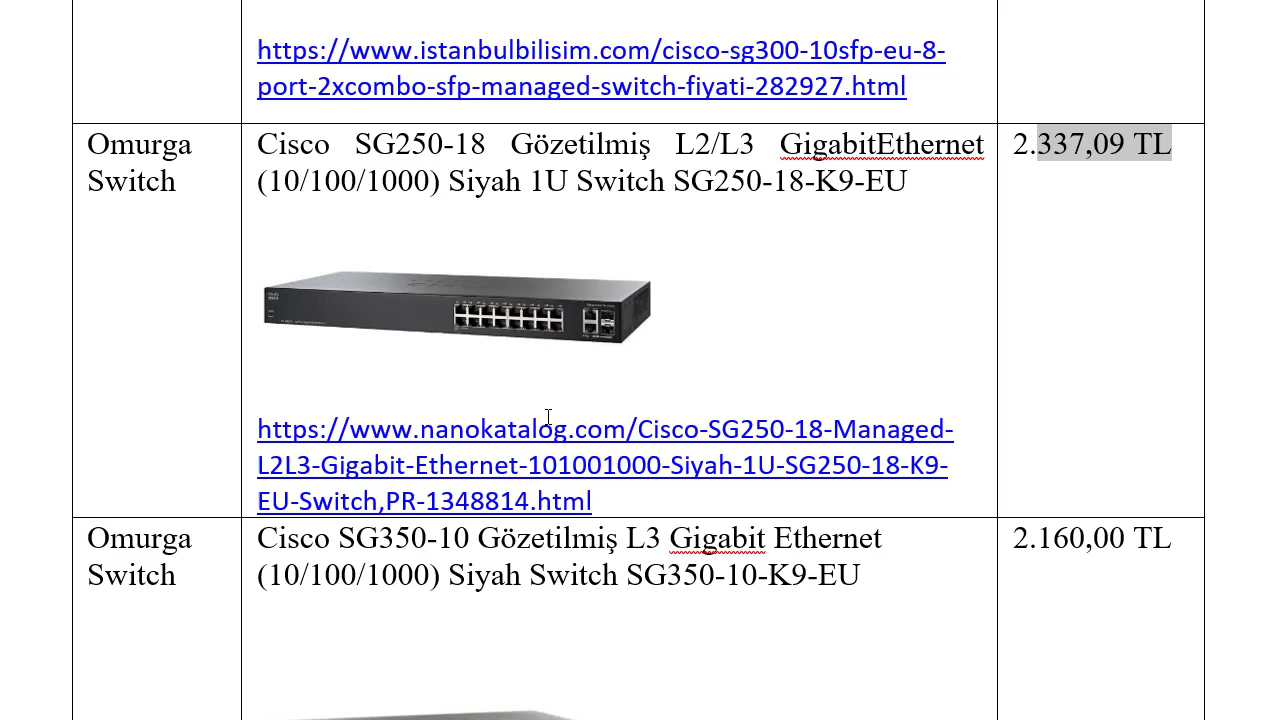 https://www.istanbulbilisim.com/cisco-sg300-10sfp-eu-8-
port-2xcombo-sfp-managed-switch-fiyati-282927.html
Omurga
Switch
Cisco SG250-18 Gözetilmiş L2/L3 GigabitEthernet
(10/100/1000) Siyah 1U Switch SG250-18-K9-EU
2.337,09 TL
https://www.nanokatalog.com/Cisco-SG250-18-Managed-
L2L3-Gigabit-Ethernet-101001000-Siyah-1U-SG250-18-K9-
EU-Switch,PR-1348814.html
Omurga
Switch
Cisco SG350-10 Gözetilmiş L3 Gigabit Ethernet
(10/100/1000) Siyah Switch SG350-10-K9-EU
2.160,00 TL